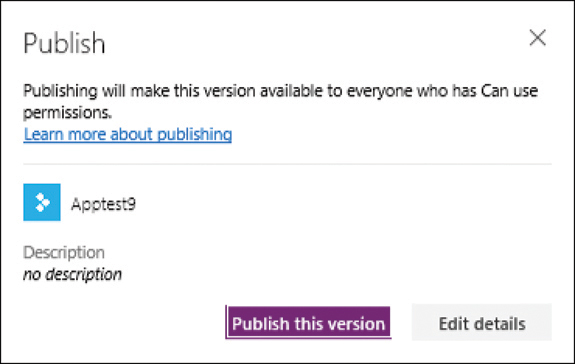 Publish
Publishing will make this version available to everyone who has Can use
permissions.
Learn more about publishing
Apptest9
Description
no description
Publish this version
Edit details